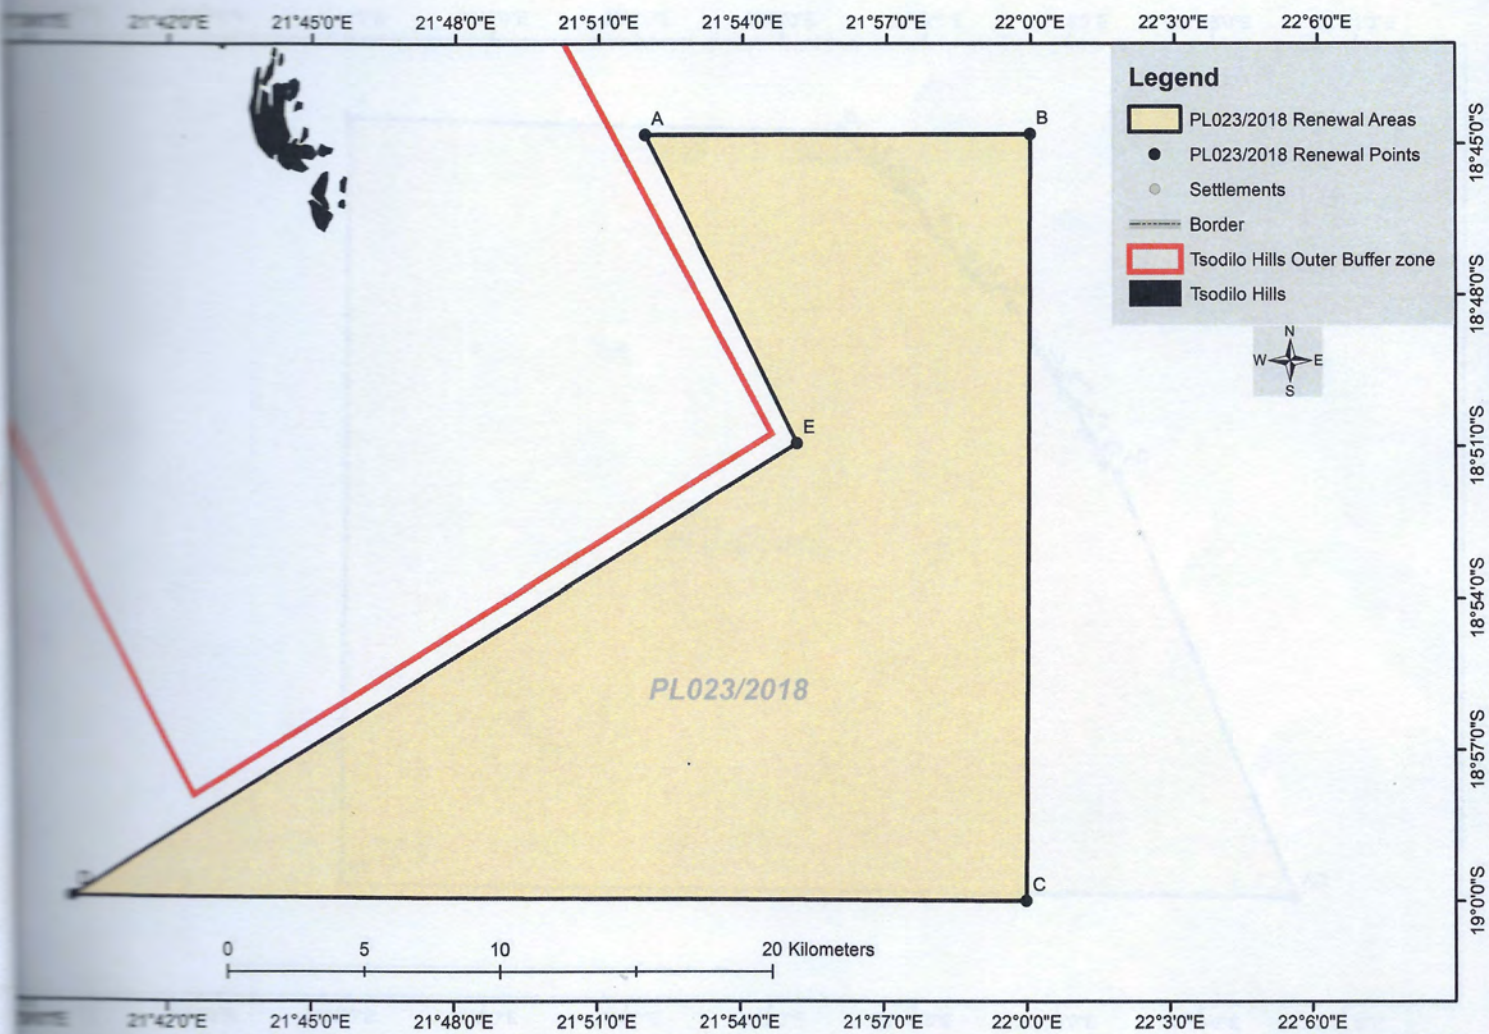 21°42'0"E 21°45'0"E 21°48'0"E 21°51'0"E 21°54'0"E 21°57'0"E 22°0'0"E 22°3'0"E 22°6'0"E
Legend
PL023/2018 Renewal Areas
PL023/2018 Renewal Points
Settlements
Border
Tsodilo Hills Outer Buffer zone
Tsodilo Hills
N
W E
S
A
B
E
C
PL023/2018
18°45'0"S
18°48'0"S
18°51'0"S
18°54'0"S
18°57'0"S
19°0'0"S
0 5 10 20 Kilometers
21°42'0"E 21°45'0"E 21°48'0"E 21°51'0"E 21°54'0"E 21°57'0"E 22°0'0"E 22°3'0"E 22°6'0"E